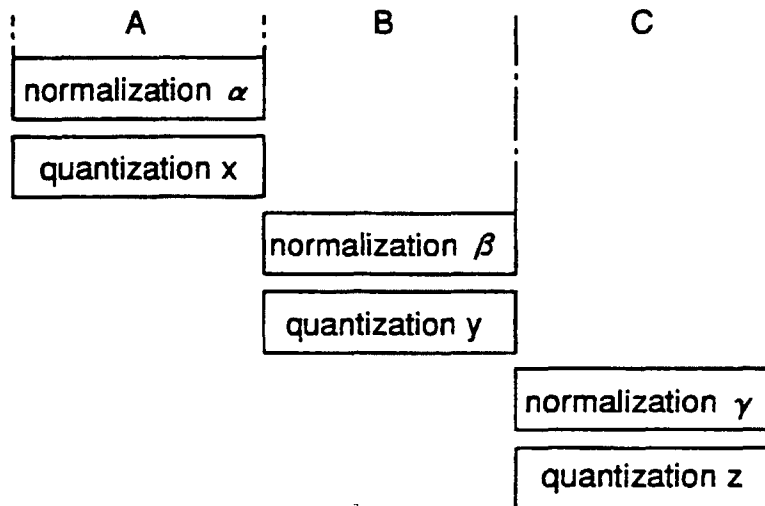 A B C
normalization α
quantization x
normalization β
quantization y
normalization γ
quantization z